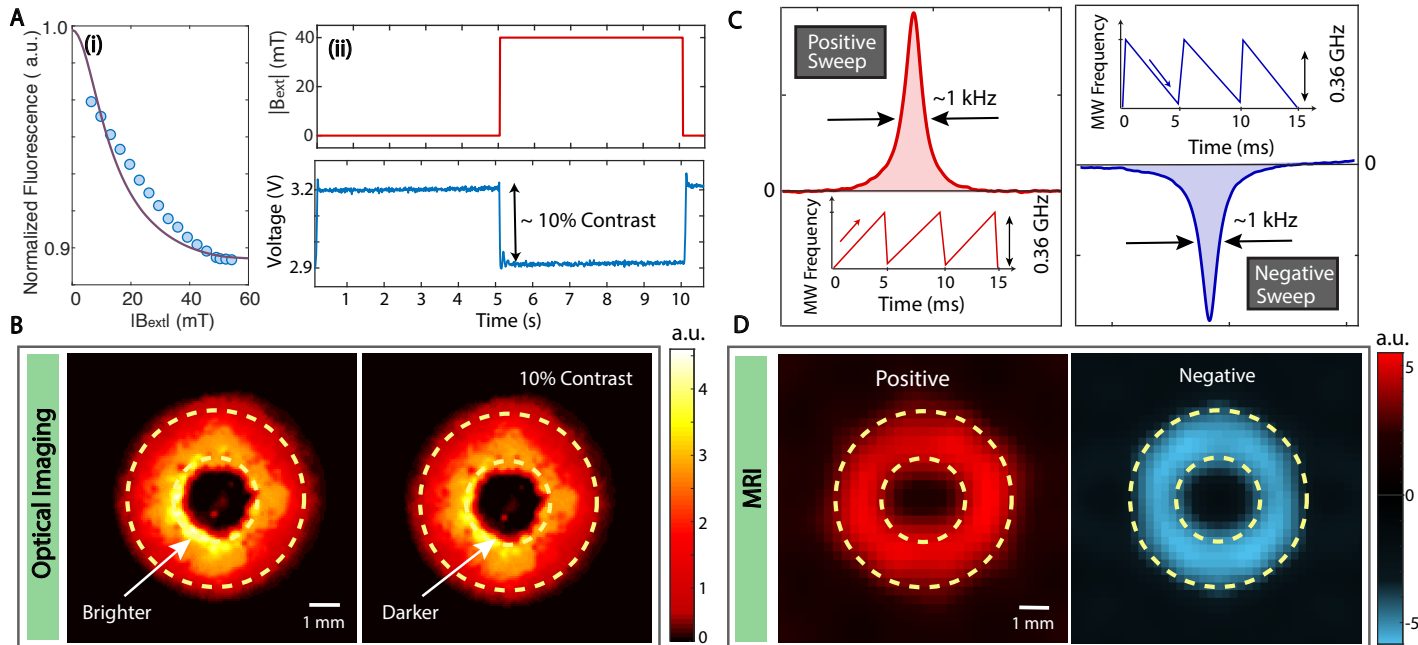 A
(i)
1.0
0.9
Normalized Fluorescence ( a.u.)
0
20
40
60
|Bext| (mT)
(ii)
40
20
0
|Bext| (mT)
3.2
2.9
Voltage (V)
~ 10% Contrast
1
2
3
4
5
6
7
8
9
10
Time (s)
B
Optical Imaging
Brighter
1 mm
10% Contrast
Darker
a.u.
4
3
2
1
0
C
Positive
Sweep
~1 kHz
0
MW Frequency
0
5
10
15
Time (ms)
0.36 GHz
MW Frequency
0
5
10
15
Time (ms)
0.36 GHz
0
~1 kHz
Negative
Sweep
D
MRI
Positive
1 mm
Negative
a.u.
5
0
-5